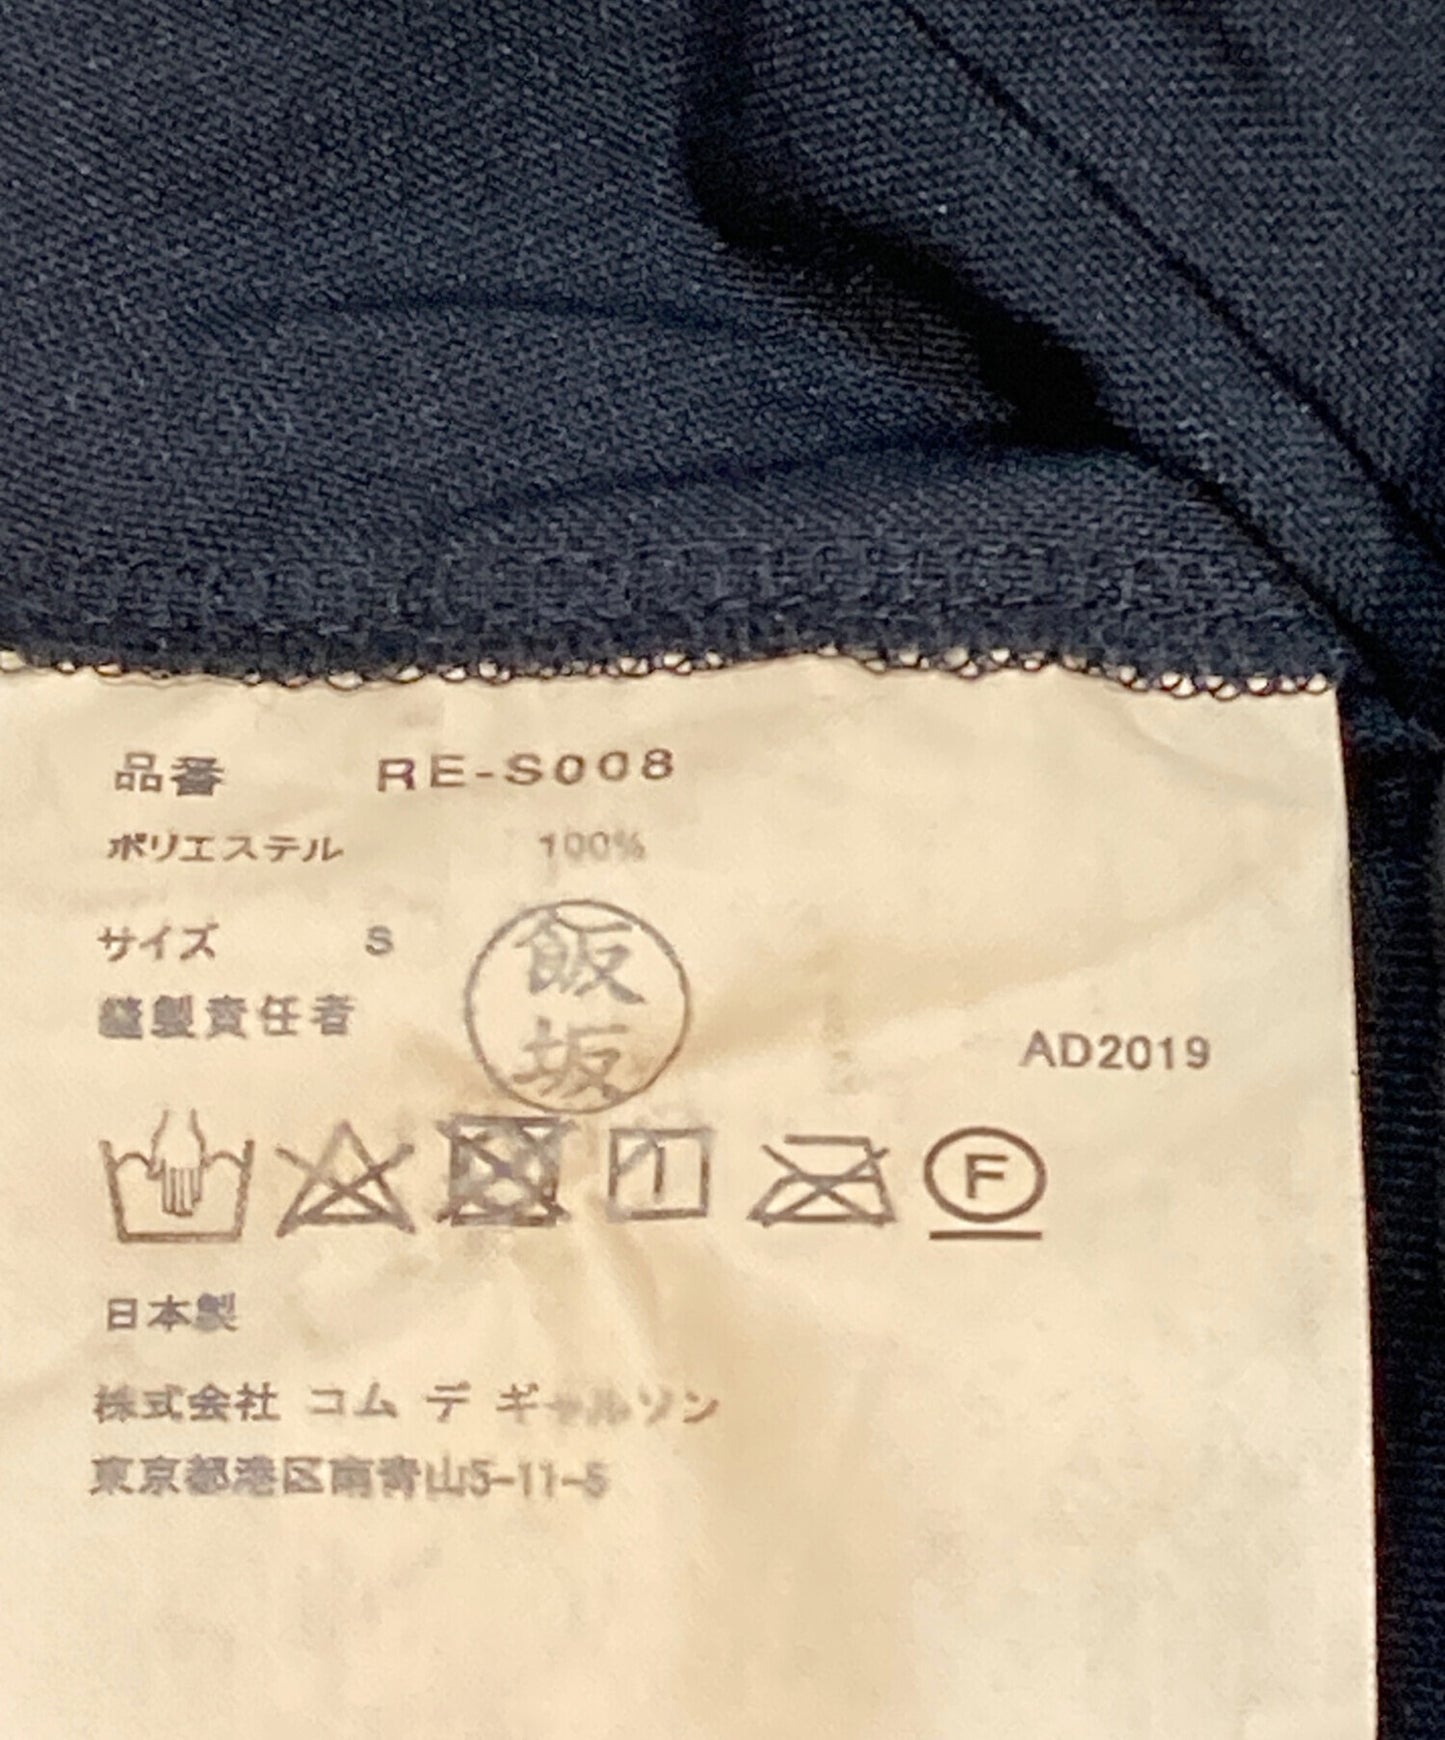 品番 RE-S008
ポリエステル 100%
サイズ S
縫製責任者
飯
坂
AD2019
F
日本製
株式会社 コム デ ギャルソン
東京都港区南青山5-11-5